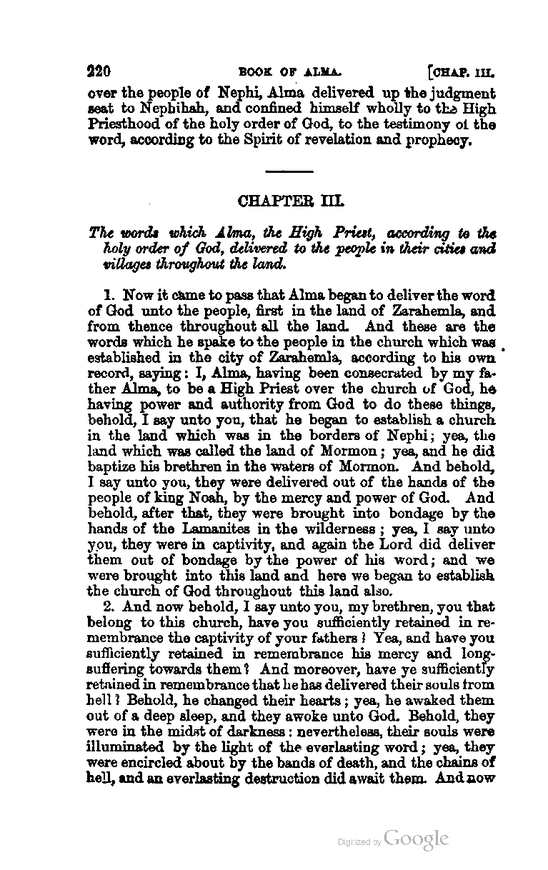 220 BOOK OF ALMA. [CHAP. III.
over the people of Nephi, Alma delivered up the judgment
seat to Nephihah, and confined himself wholly to the High
Priesthood of the holy order of God, to the testimony of the
word, according to the Spirit of revelation and prophecy.
CHAPTER III.
The words which Alma, the High Priest, according to the
holy order of God, delivered to the people in their cities and
villages throughout the land.
1. Now it came to pass that Alma began to deliver the word
of God unto the people, first in the land of Zarahemla, and
from thence throughout all the land. And these are the
words which he spake to the people in the church which was
established in the city of Zarahemla, according to his own
record, saying: I, Alma, having been consecrated by my fa-
ther Alma, to be a High Priest over the church of God, he
having power and authority from God to do these things,
behold, I say unto you, that he began to establish a church
in the land which was in the borders of Nephi; yea, the
land which was called the land of Mormon; yea, and he did
baptize his brethren in the waters of Mormon. And behold,
I say unto you, they were delivered out of the hands of the
people of king Noah, by the mercy and power of God. And
behold, after that, they were brought into bondage by the
hands of the Lamanites in the wilderness; yea, I say unto
you, they were in captivity, and again the Lord did deliver
them out of bondage by the power of his word; and we
were brought into this land and here we began to establish
the church of God throughout this land also.
2. And now behold, I say unto you, my brethren, you that
belong to this church, have you sufficiently retained in re-
membrance the captivity of your fathers? Yea, and have you
sufficiently retained in remembrance his mercy and long-
suffering towards them? And moreover, have ye sufficiently
retained in remembrance that he has delivered their souls from
hell? Behold, he changed their hearts; yea, he awaked them
out of a deep sleep, and they awoke unto God. Behold, they
were in the midst of darkness: nevertheless, their souls were
illuminated by the light of the everlasting word; yea, they
were encircled about by the bands of death, and the chains of
hell, and an everlasting destruction did await them. And now
Digitized by Google